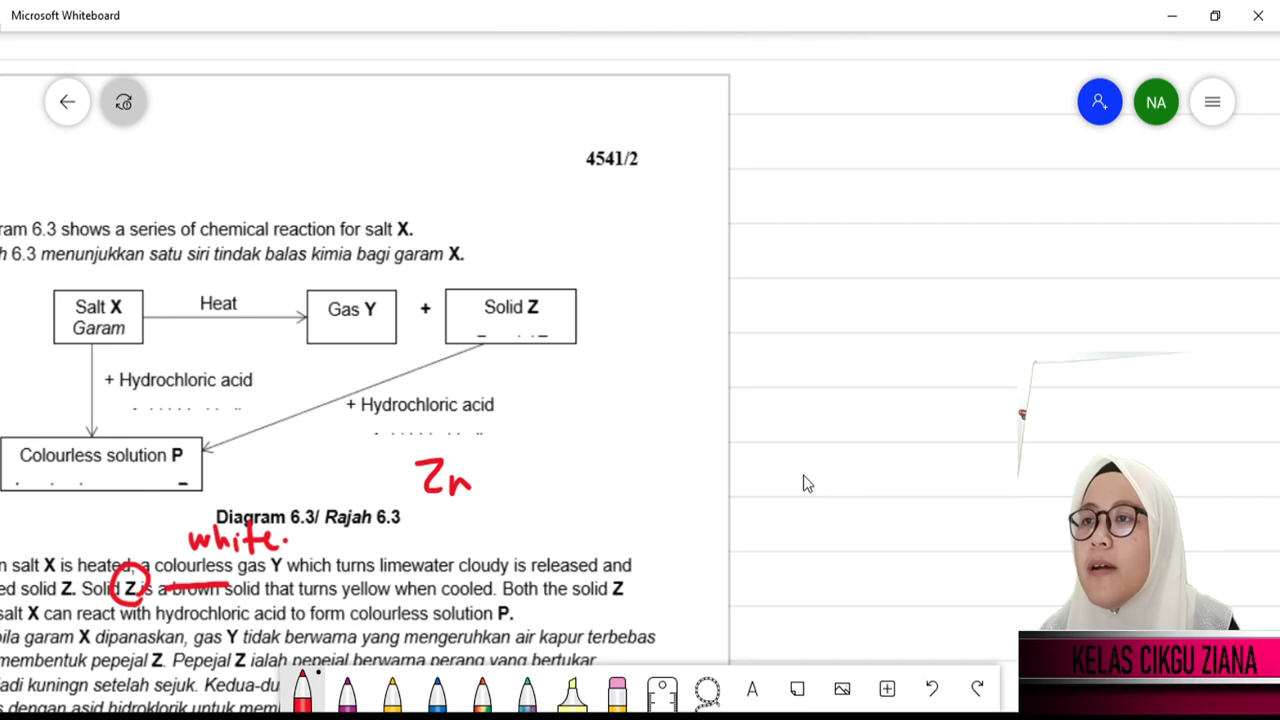 Microsoft Whiteboard
NA
4541/2
ram 6.3 shows a series of chemical reaction for salt X.
h 6.3 menunjukkan satu siri tindak balas kimia bagi garam X.
Salt X
Garam
Heat
Gas Y
+
Solid Z
+ Hydrochloric acid
+ Hydrochloric acid
Colourless solution P
Zn
Diagram 6.3/ Rajah 6.3
white.
n salt X is heated, a colourless gas Y which turns limewater cloudy is released and
ed solid Z. Solid Z is a brown solid that turns yellow when cooled. Both the solid Z
salt X can react with hydrochloric acid to form colourless solution P.
bila garam X dipanaskan, gas Y tidak berwarna yang mengeruhkan air kapur terbebas
membentuk pepejal Z. Pepejal Z ialah pepejal berwarna perang yang bertukar
jadi kuningn setelah sejuk. Kedua-du
s dengan asid hidroklorik untuk mem
A
KELAS CIKGU ZIANA